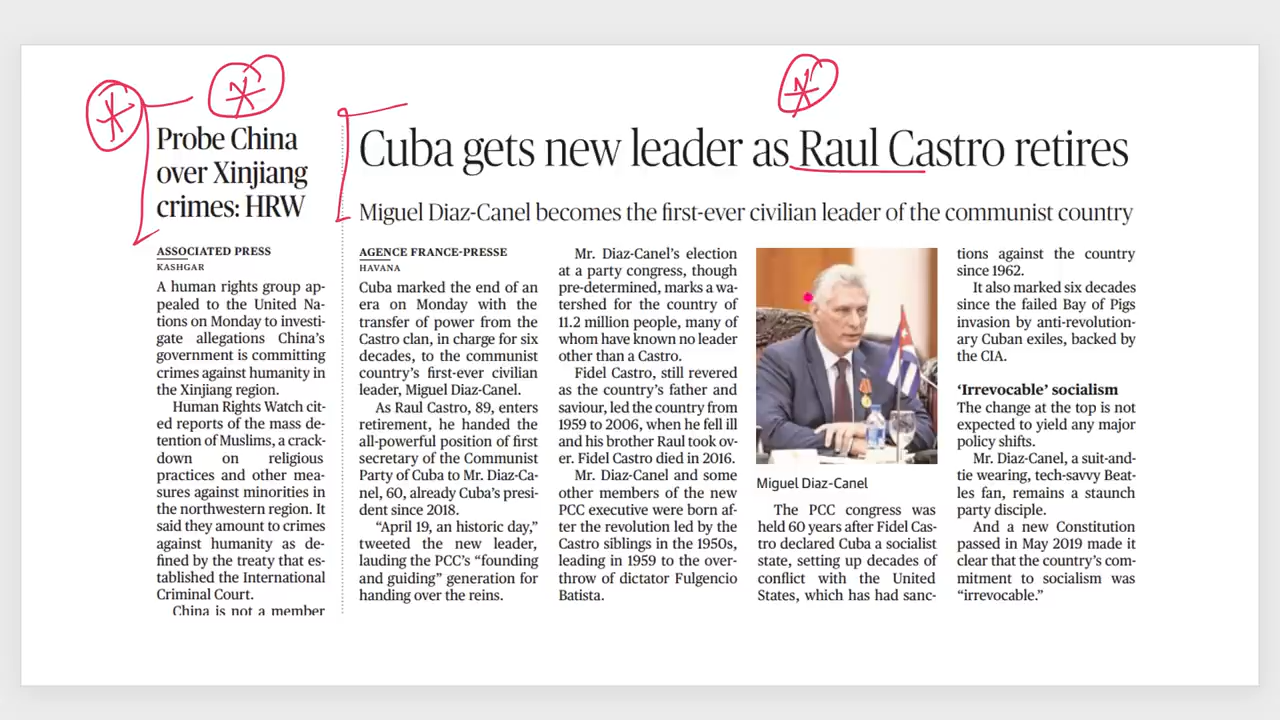 Probe China
over Xinjiang
crimes: HRW
ASSOCIATED PRESS
KASHGAR
A human rights group ap-
pealed to the United Na-
tions on Monday to investi-
gate allegations China's
government is committing
crimes against humanity in
the Xinjiang region.
Human Rights Watch cit-
ed reports of the mass de-
tention of Muslims, a crack-
down on religious
practices and other mea-
sures against minorities in
the northwestern region. It
said they amount to crimes
against humanity as de-
fined by the treaty that es-
tablished the International
Criminal Court.
China is not a member
Cuba gets new leader as Raul Castro retires
Miguel Diaz-Canel becomes the first-ever civilian leader of the communist country
AGENCE FRANCE-PRESSE
HAVANA
Cuba marked the end of an
era on Monday with the
transfer of power from the
Castro clan, in charge for six
decades, to the communist
country's first-ever civilian
leader, Miguel Diaz-Canel.
As Raul Castro, 89, enters
retirement, he handed the
all-powerful position of first
secretary of the Communist
Party of Cuba to Mr. Diaz-Ca-
nel, 60, already Cuba's presi-
dent since 2018.
“April 19, an historic day,”
tweeted the new leader,
lauding the PCC's “founding
and guiding” generation for
handing over the reins.
Mr. Diaz-Canel's election
at a party congress, though
pre-determined, marks a wa-
tershed for the country of
11.2 million people, many of
whom have known no leader
other than a Castro.
Fidel Castro, still revered
as the country's father and
saviour, led the country from
1959 to 2006, when he fell ill
and his brother Raul took ov-
er. Fidel Castro died in 2016.
Mr. Diaz-Canel and some
other members of the new
PCC executive were born af-
ter the revolution led by the
Castro siblings in the 1950s,
leading in 1959 to the over-
throw of dictator Fulgencio
Batista.
Miguel Diaz-Canel
The PCC congress was
held 60 years after Fidel Cas-
tro declared Cuba a socialist
state, setting up decades of
conflict with the United
States, which has had sanc-
tions against the country
since 1962.
It also marked six decades
since the failed Bay of Pigs
invasion by anti-revolution-
ary Cuban exiles, backed by
the CIA.
‘Irrevocable’ socialism
The change at the top is not
expected to yield any major
policy shifts.
Mr. Diaz-Canel, a suit-and-
tie wearing, tech-savvy Beat-
les fan, remains a staunch
party disciple.
And a new Constitution
passed in May 2019 made it
clear that the country's com-
mitment to socialism was
“irrevocable.”